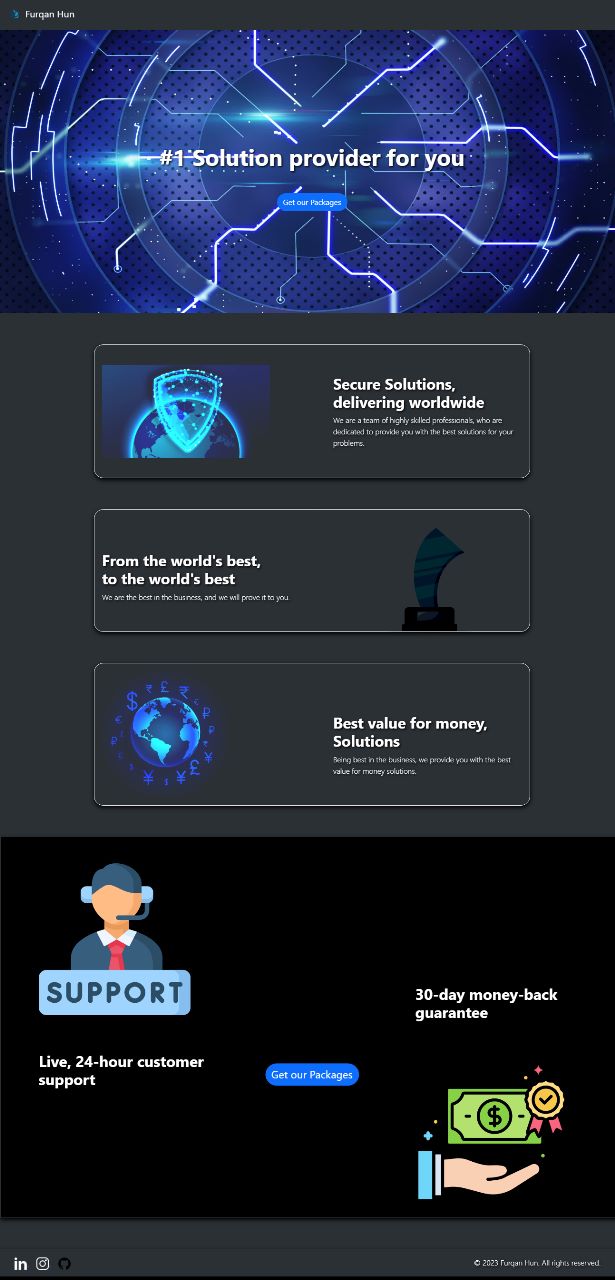 Furqan Hun
#1 Solution provider for you
Get our Packages
Secure Solutions,
delivering worldwide
We are a team of highly skilled professionals, who are
dedicated to provide you with the best solutions for your
problems.
From the world's best,
to the world's best
We are the best in the business, and we will prove it to you.
Best value for money,
Solutions
Being best in the business, we provide you with the best
value for money solutions.
SUPPORT
30-day money-back
guarantee
Live, 24-hour customer
support
Get our Packages
© 2023 Furqan Hun. All rights reserved.